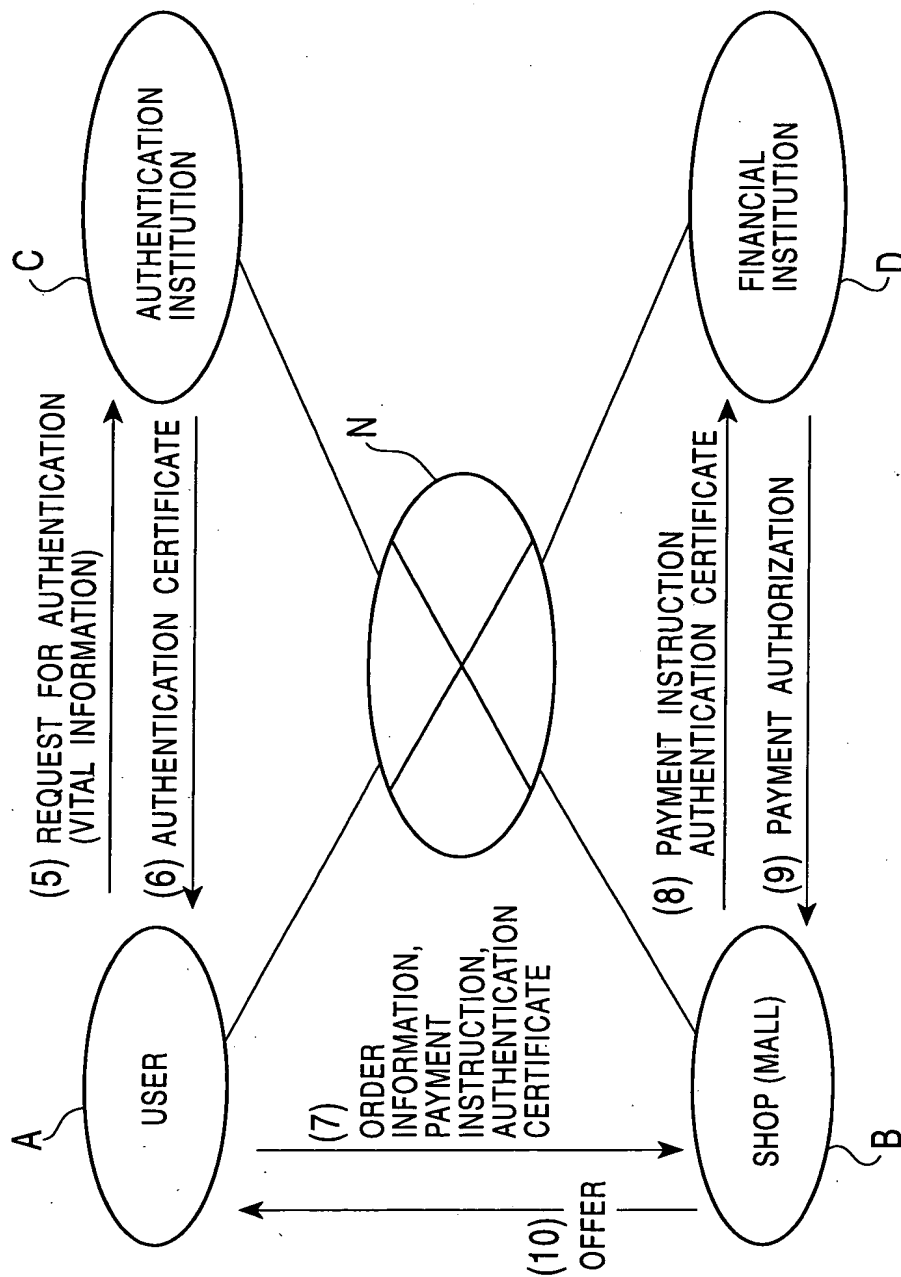 A
USER
(5) REQUEST FOR AUTHENTICATION
(VITAL INFORMATION)
(6) AUTHENTICATION CERTIFICATE
C
AUTHENTICATION
INSTITUTION
N
(7)
ORDER
INFORMATION,
PAYMENT
INSTRUCTION,
AUTHENTICATION
CERTIFICATE
(10)
OFFER
SHOP (MALL)
B
(8) PAYMENT INSTRUCTION
AUTHENTICATION CERTIFICATE
(9) PAYMENT AUTHORIZATION
FINANCIAL
INSTITUTION
D